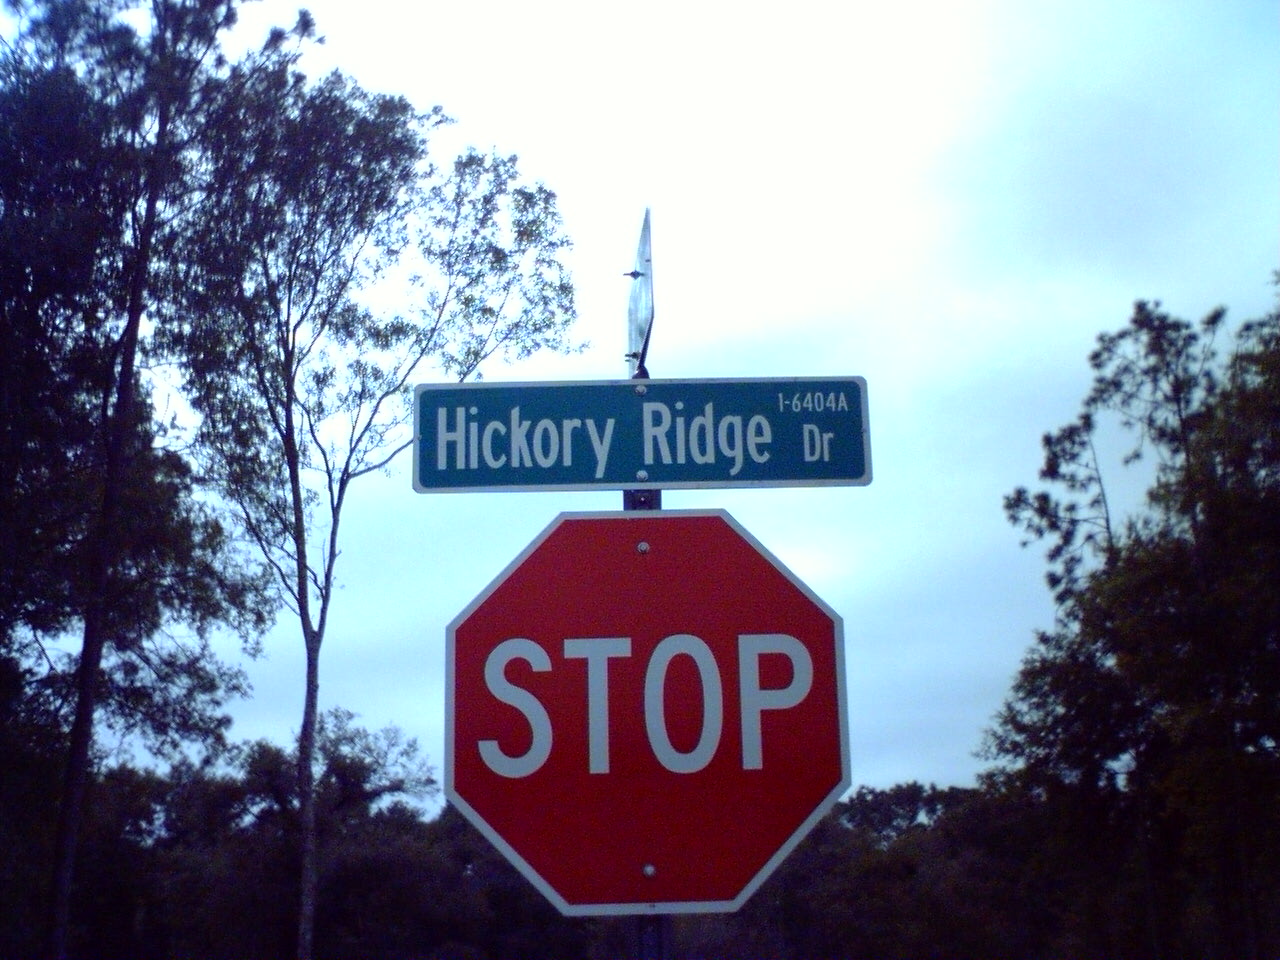 1-6404A
Hickory Ridge Dr
STOP